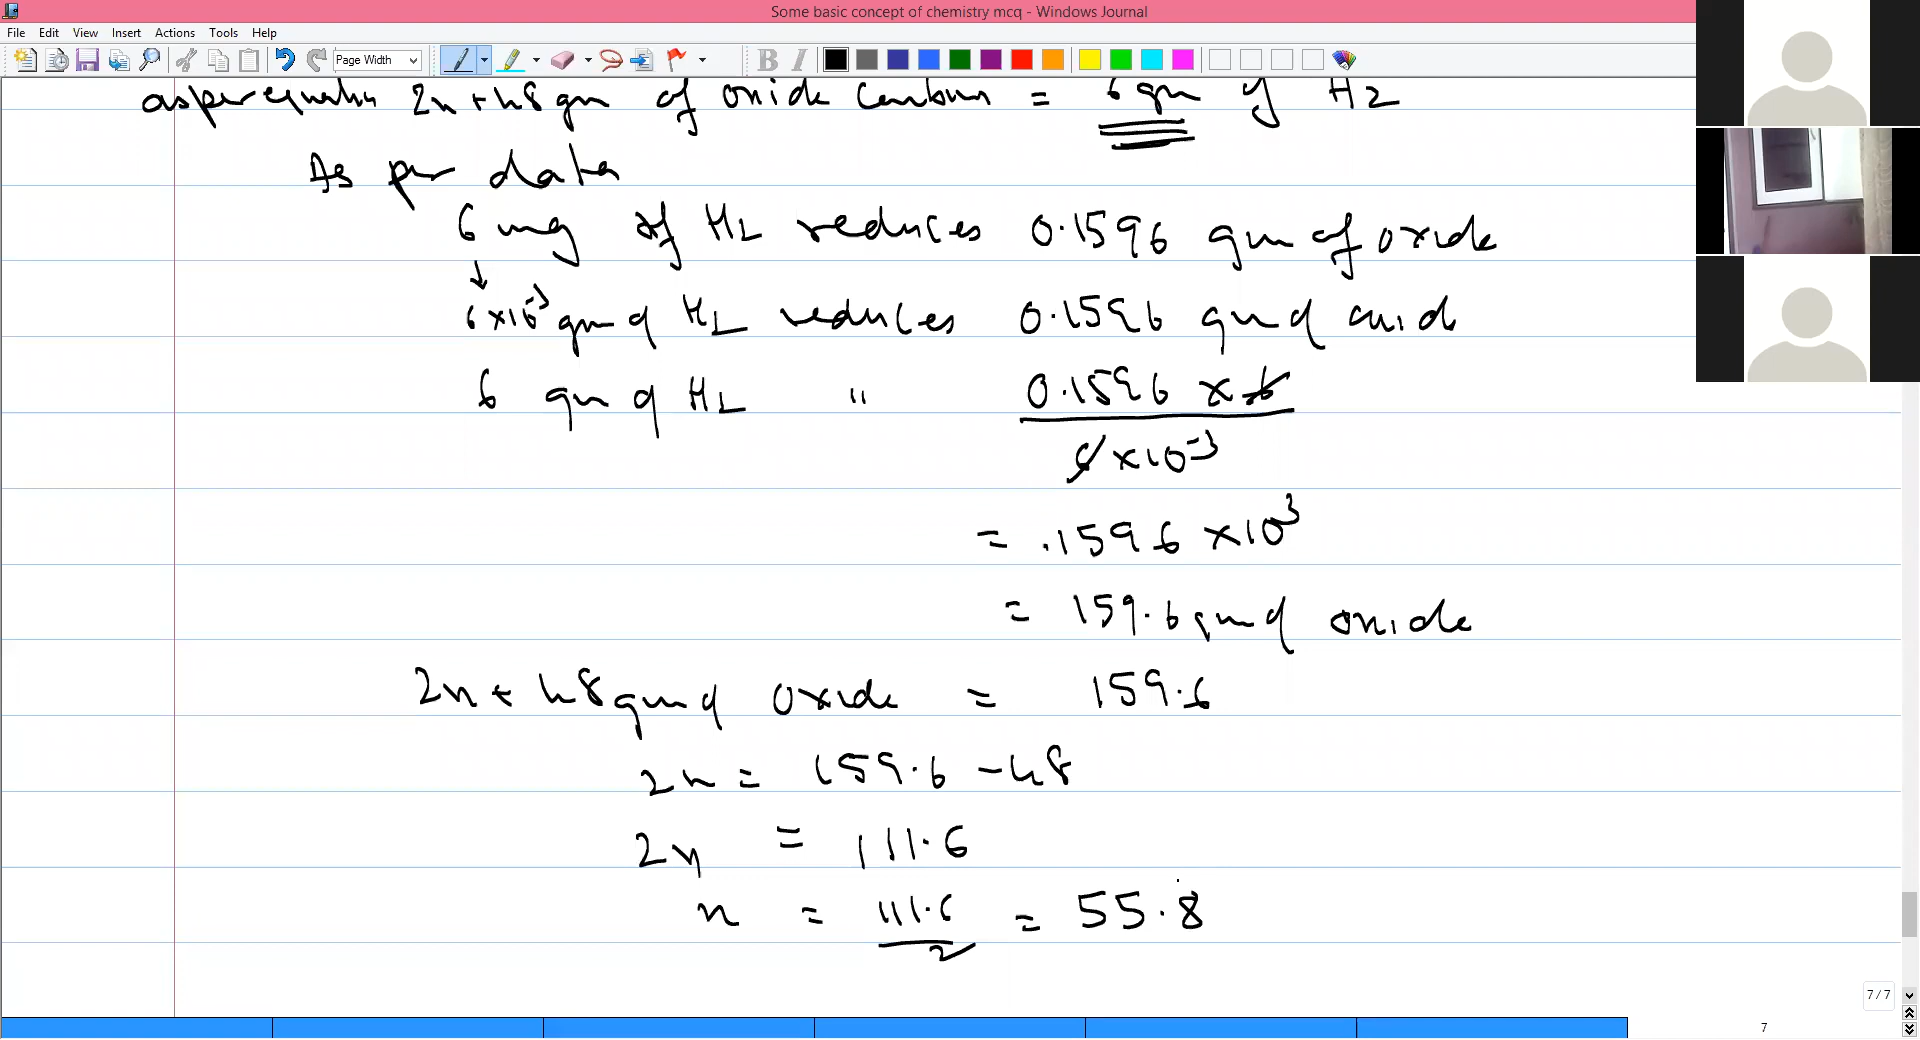 Some basic concept of chemistry mcq - Windows Journal
File Edit View Insert Actions Tools Help
Page Width
as per equation 2x + 48 gm of oxide = 6 gm of H2
As per data
6 mg of H2 reduces 0.1596 gm of oxide
6×10^-3 gm of H2 reduces 0.1596 gm of oxide
6 gm of H2 " 0.1596 × 6
6 × 10^-3
= .1596 × 10^3
= 159.6 gm of oxide
2x + 48 gm of oxide = 159.6
2x = 159.6 - 48
2x = 111.6
x = 111.6 = 55.8
2
7 / 7
7